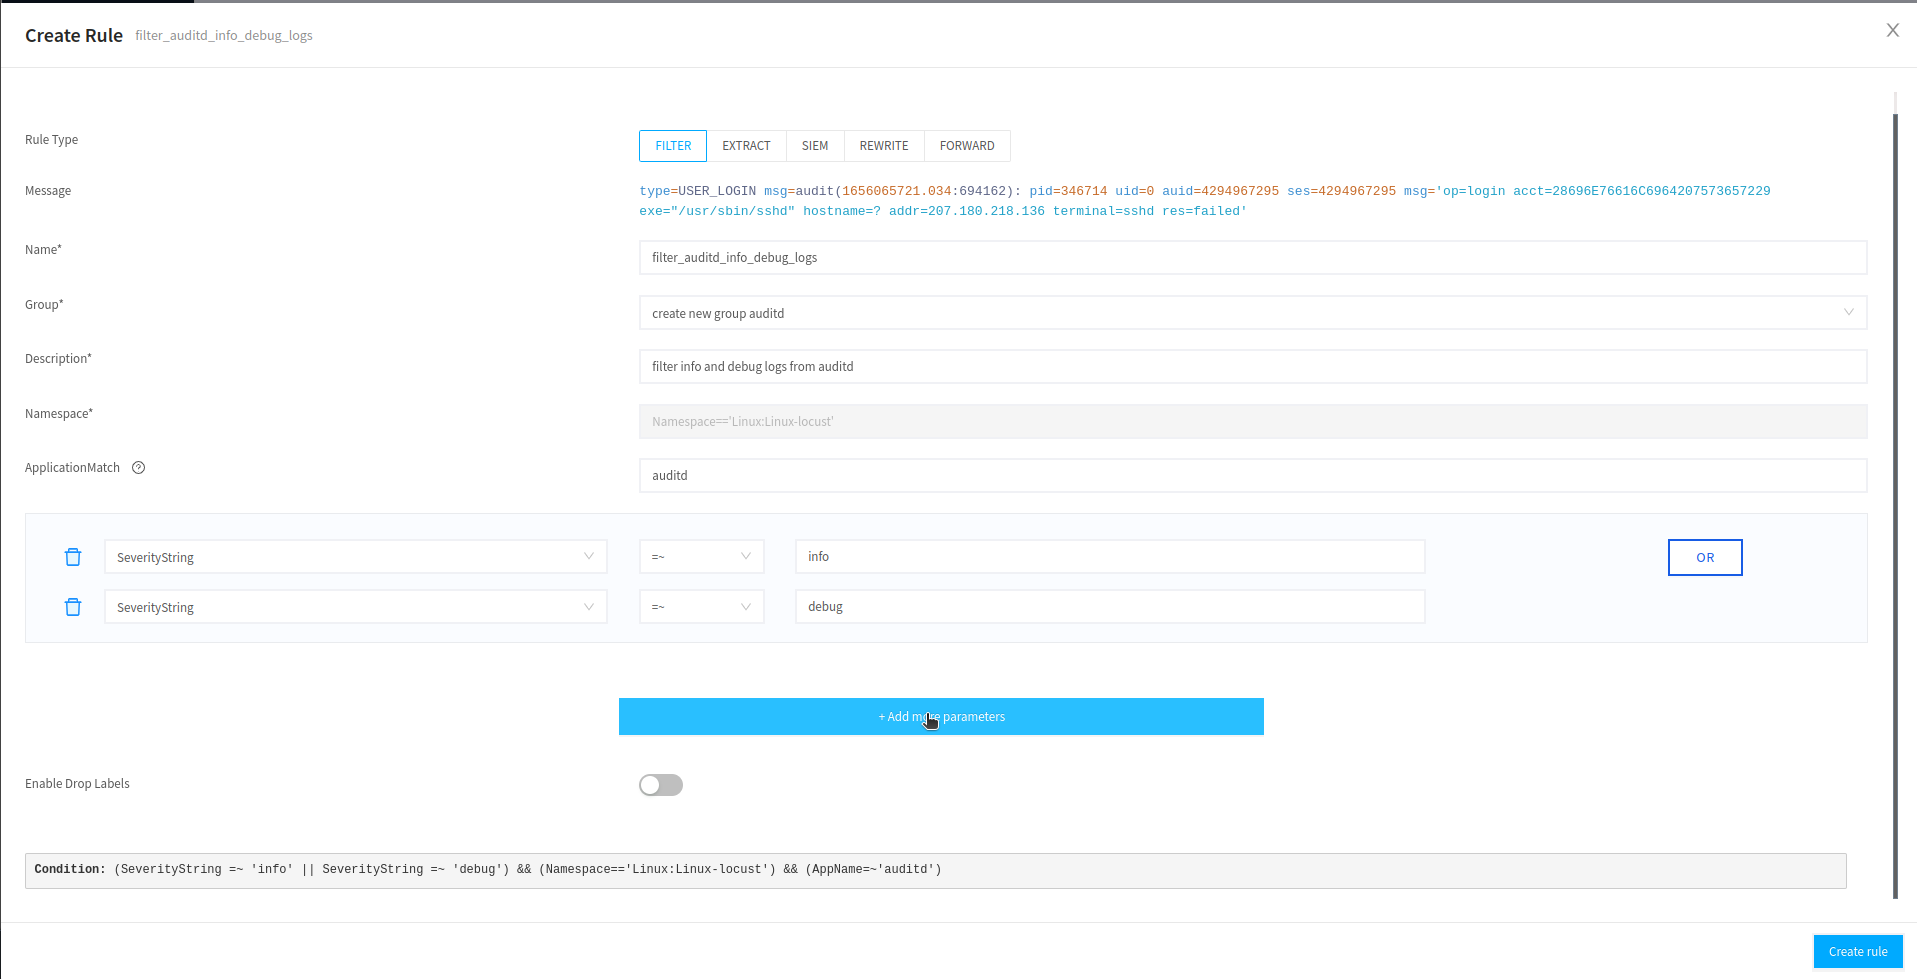 Create Rule filter_auditd_info_debug_logs
Rule Type
FILTER EXTRACT SIEM REWRITE FORWARD
Message
type=USER_LOGIN msg=audit(1656065721.034:694162): pid=346714 uid=0 auid=4294967295 ses=4294967295 msg='op=login acct=28696E76616C6964207573657229
exe="/usr/sbin/sshd" hostname=? addr=207.180.218.136 terminal=sshd res=failed'
Name*
filter_auditd_info_debug_logs
Group*
create new group auditd
Description*
filter info and debug logs from auditd
Namespace*
Namespace=='Linux:Linux-locust'
ApplicationMatch ?
auditd
SeverityString =~ info OR
SeverityString =~ debug
+ Add more parameters
Enable Drop Labels
Condition: (SeverityString =~ 'info' || SeverityString =~ 'debug') && (Namespace=='Linux:Linux-locust') && (AppName=~'auditd')
Create rule